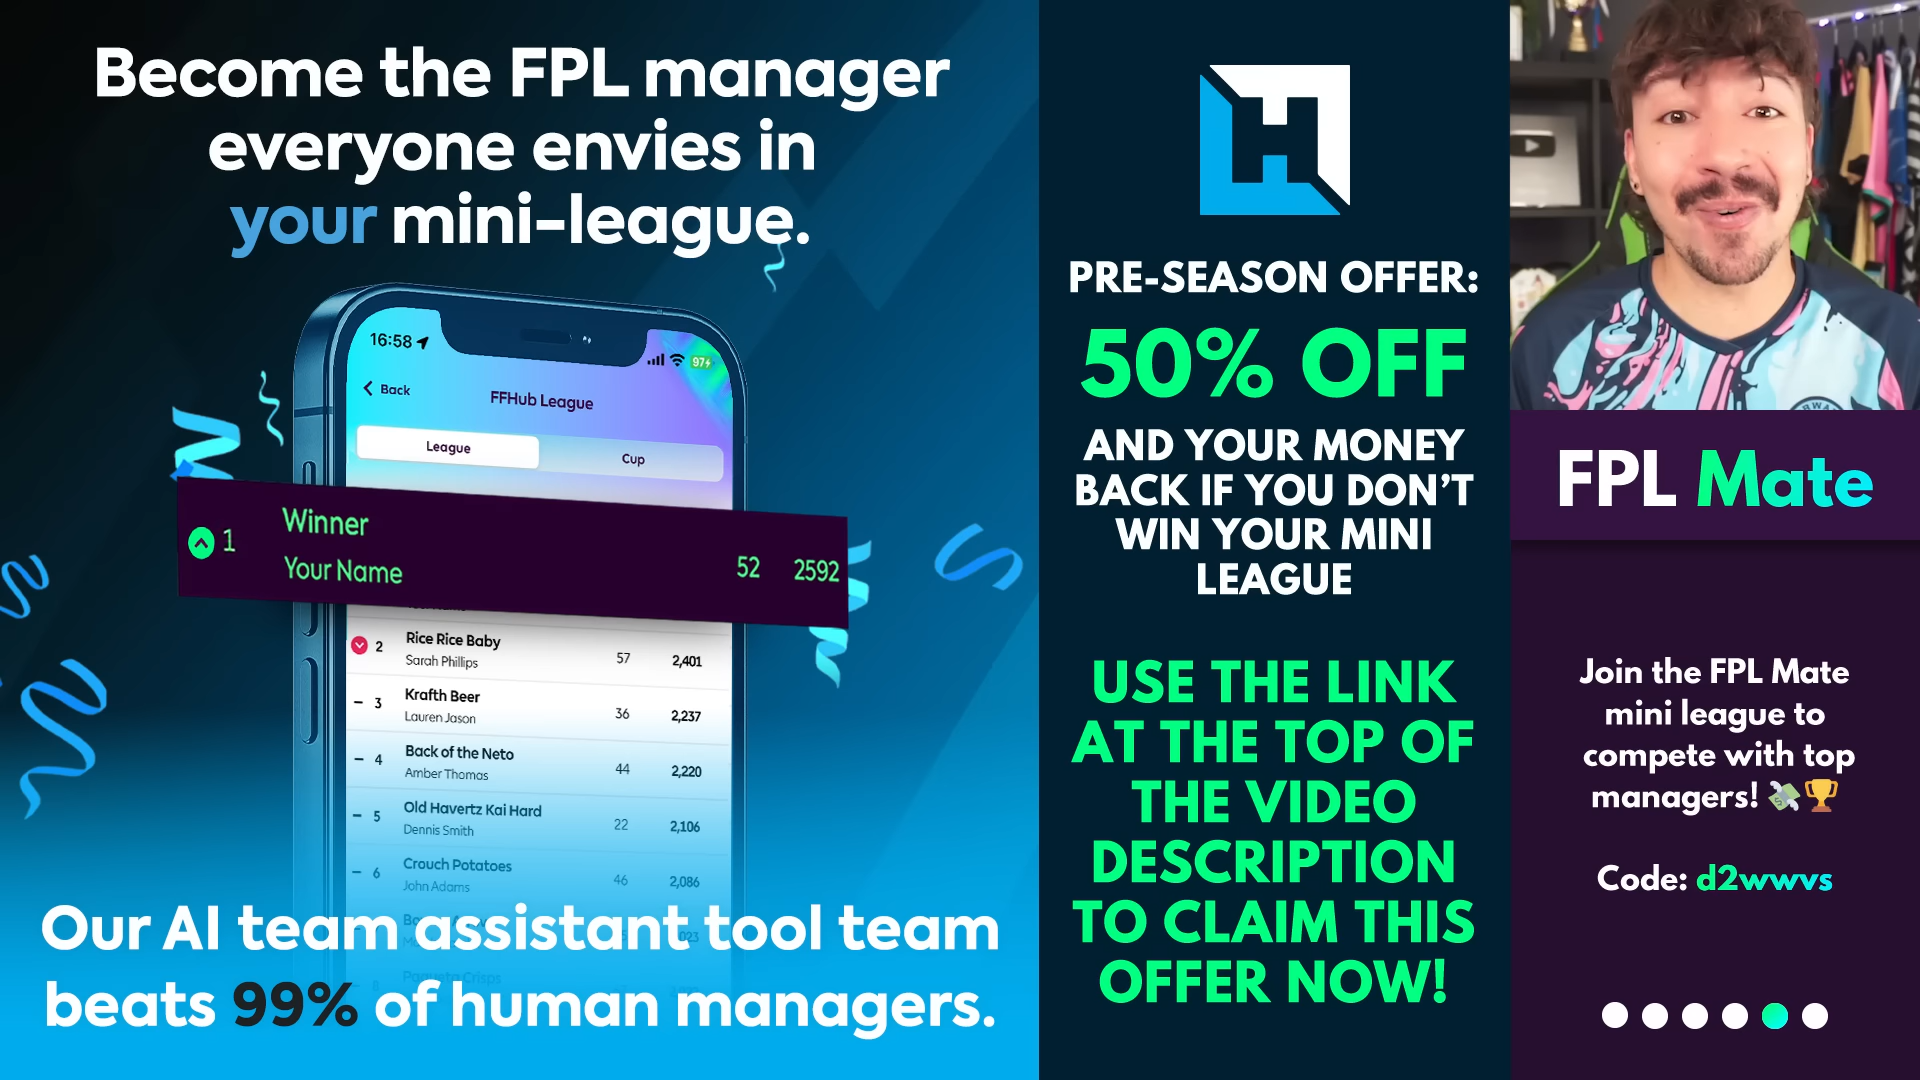 Become the FPL manager
everyone envies in
your mini-league.
16:58
97
Back
FFHub League
League
Cup
1
Winner
Your Name
52
2592
2
Rice Rice Baby
Sarah Phillips
57
2,401
3
Krafth Beer
Lauren Jason
36
2,237
4
Back of the Neto
Amber Thomas
44
2,220
5
Old Havertz Kai Hard
Dennis Smith
22
2,106
6
Crouch Potatoes
John Adams
46
2,086
Our AI team assistant tool team
beats 99% of human managers.
H
PRE-SEASON OFFER:
50% OFF
AND YOUR MONEY
BACK IF YOU DON'T
WIN YOUR MINI
LEAGUE
USE THE LINK
AT THE TOP OF
THE VIDEO
DESCRIPTION
TO CLAIM THIS
OFFER NOW!
FPL Mate
Join the FPL Mate
mini league to
compete with top
managers! 💸🏆
Code: d2wwvs